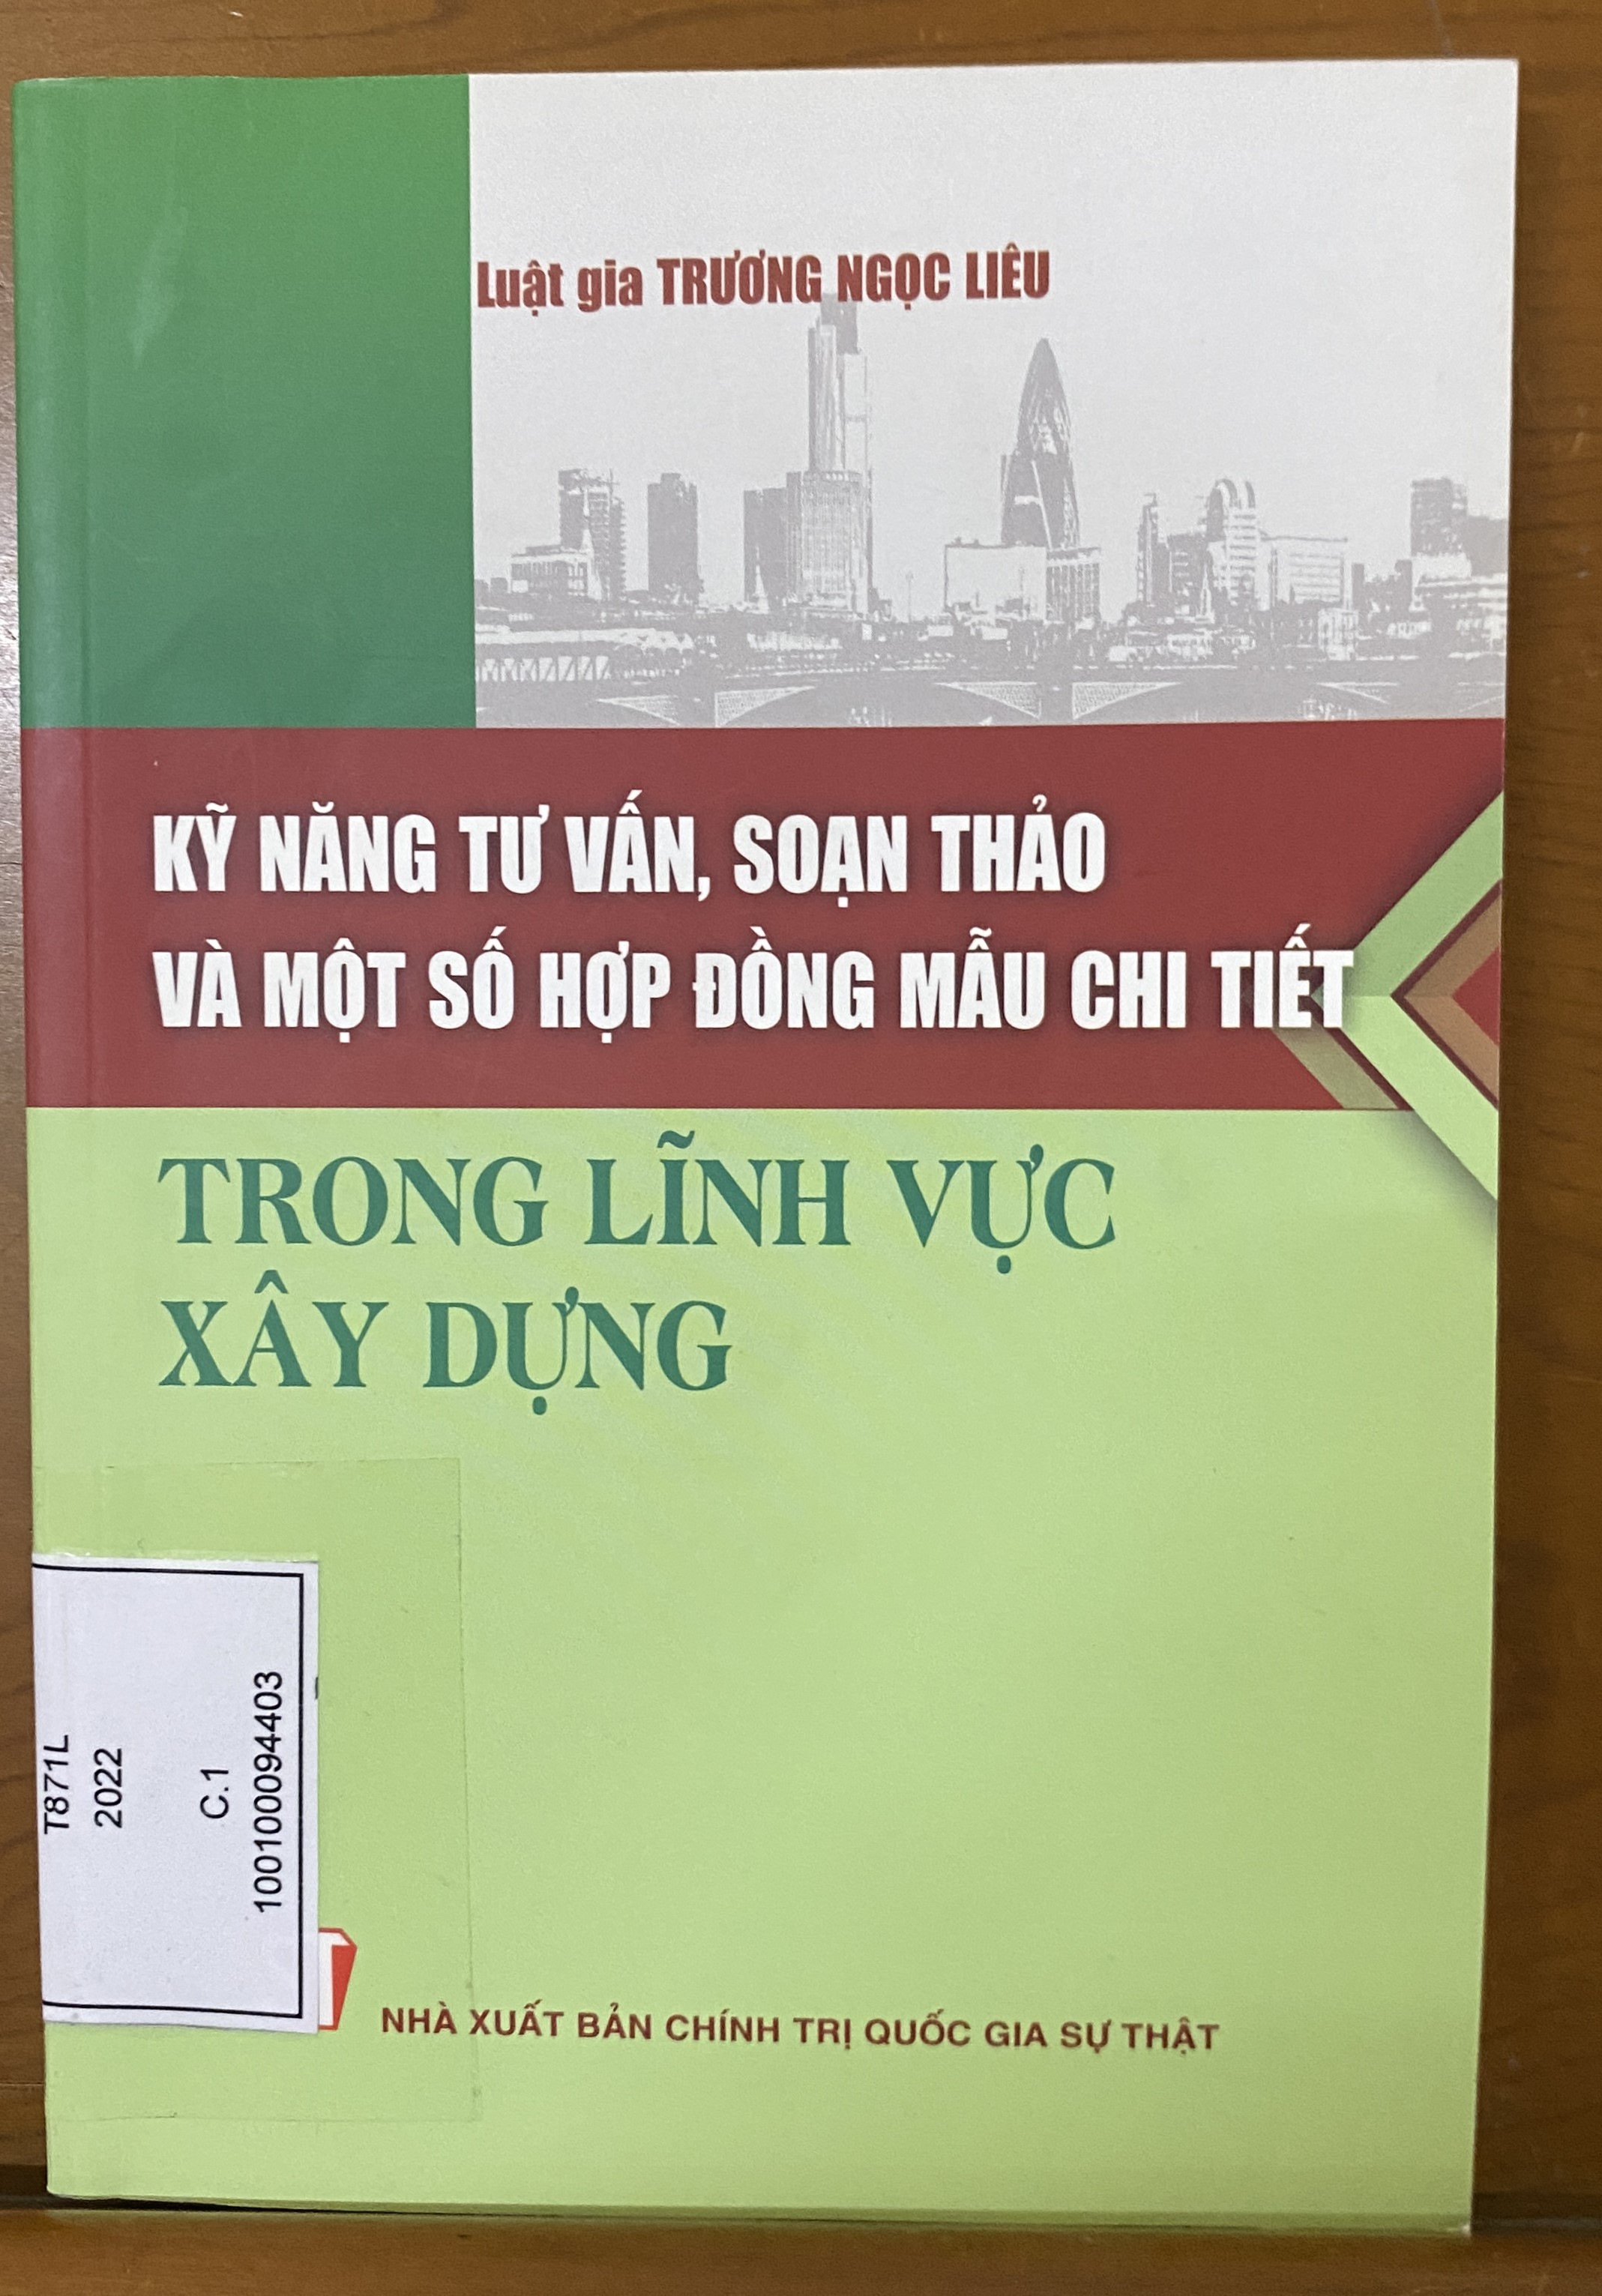 Luật gia TRƯƠNG NGỌC LIÊU
KỸ NĂNG TƯ VẤN, SOẠN THẢO
VÀ MỘT SỐ HỢP ĐỒNG MẪU CHI TIẾT
TRONG LĨNH VỰC
XÂY DỰNG
T871L
2022
C.1
100100094403
NHÀ XUẤT BẢN CHÍNH TRỊ QUỐC GIA SỰ THẬT